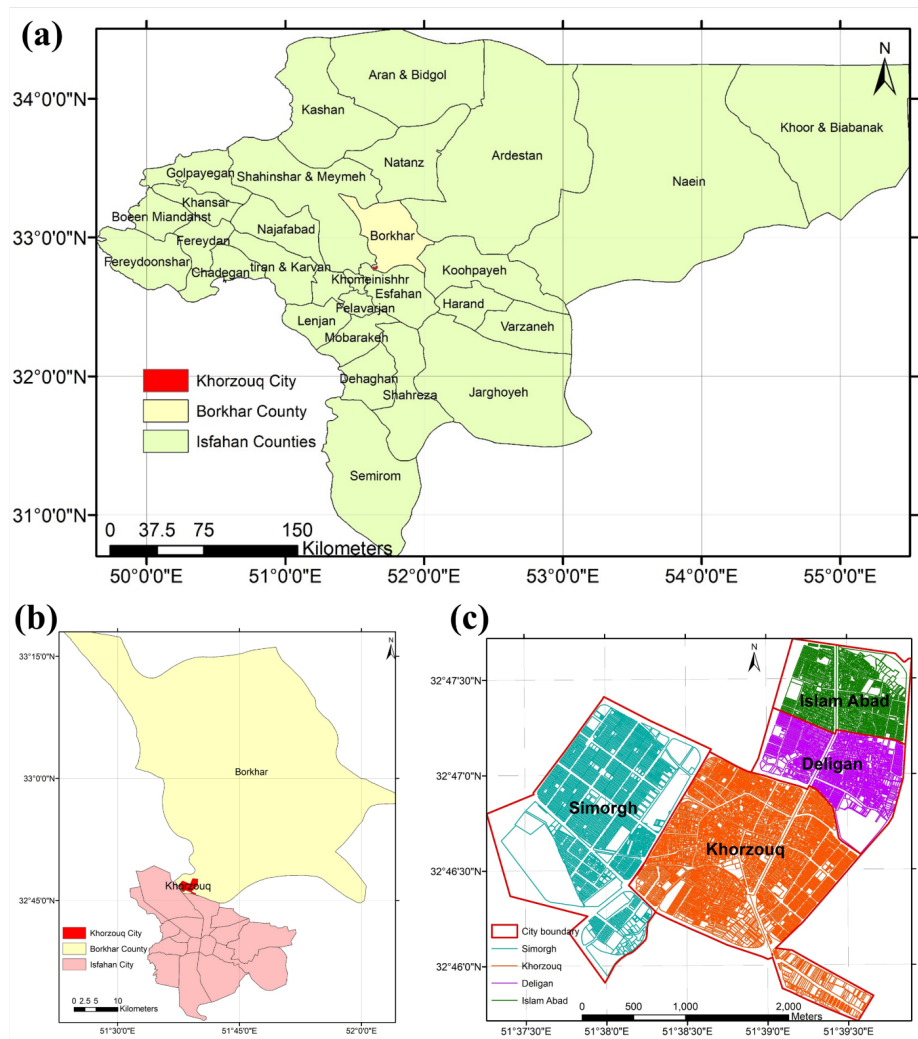 (a)
N
34°0'0"N
33°0'0"N
32°0'0"N
31°0'0"N
Aran & Bidgol
Kashan
Khoor & Biabanak
Ardestan
Natanz
Golpayegan
Shahinshar & Meymeh
Naein
Khansar
Boeen Miandahst
Najafabad
Borkhar
Fereydan
Fereydoonshar
Chadegan
tiran & Karvan
Koohpayeh
Khomeinishhr
Esfahan
Felavarjan
Harand
Lenjan
Varzaneh
Mobarakeh
Dehaghan
Shahreza
Jarghoyeh
Semirom
Khorzouq City
Borkhar County
Isfahan Counties
0 37.5 75 150
Kilometers
50°0'0"E 51°0'0"E 52°0'0"E 53°0'0"E 54°0'0"E 55°0'0"E
(b)
N
33°15'0"N
33°0'0"N
32°45'0"N
Borkhar
Khorzouq
Khorzouq City
Borkhar County
Isfahan City
0 2.5 5 10
Kilometers
51°30'0"E 51°45'0"E 52°0'0"E
(c)
N
32°47'30"N
32°47'0"N
32°46'30"N
32°46'0"N
Islam Abad
Deligan
Simorgh
Khorzouq
City boundary
Simorgh
Khorzouq
Deligan
Islam Abad
0 500 1,000 2,000
Meters
51°37'30"E 51°38'0"E 51°38'30"E 51°39'0"E 51°39'30"E